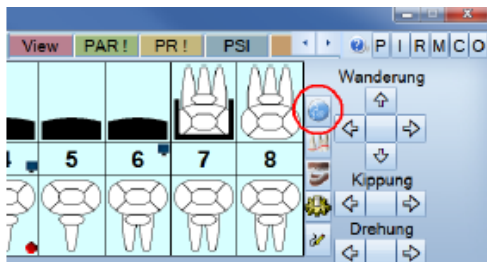 View PAR! PR! PSI ? P I R M C O
Wanderung
4 5 6 7 8
Kippung
Drehung